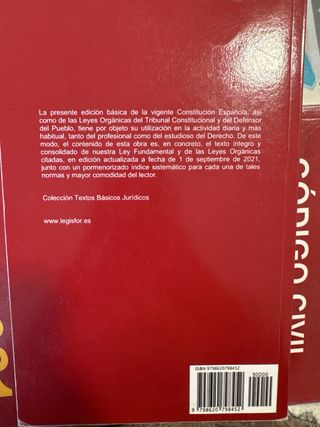 La presente edición básica de la vigente Constitución Española, así
como de las Leyes Orgánicas del Tribunal Constitucional y del Defensor
del Pueblo, tiene por objeto su utilización en la actividad diaria y más
habitual, tanto del profesional como del estudioso del Derecho. De este
modo, el contenido de esta obra es, en concreto, el texto íntegro y
consolidado de nuestra Ley Fundamental y de las Leyes Orgánicas
citadas, en edición actualizada a fecha de 1 de septiembre de 2021,
junto con un pormenorizado índice sistemático para cada una de tales
normas y mayor comodidad del lector.
Colección Textos Básicos Jurídicos
www.legisfor.es
ISBN 9798620798452
90000
9 798620 798452
CÓDIGO CIVIL